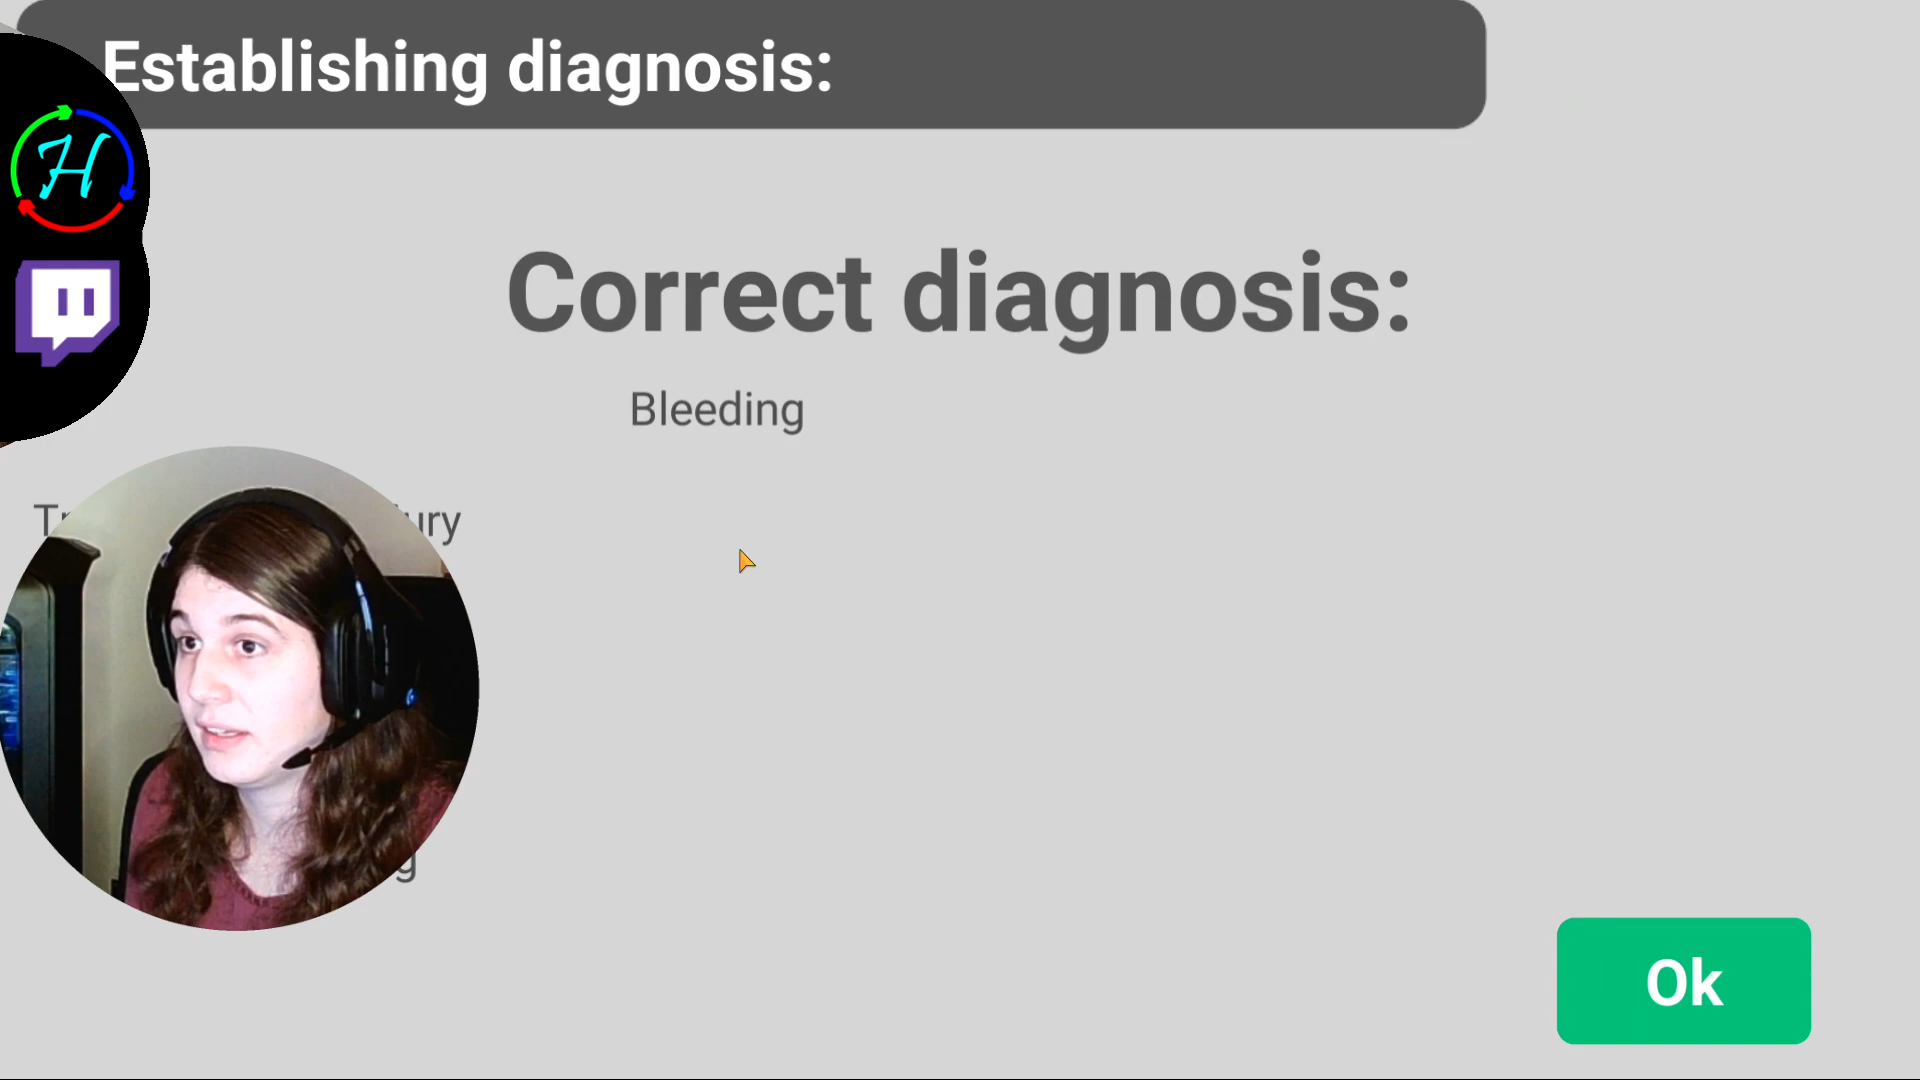 Establishing diagnosis:
H
Correct diagnosis:
Bleeding
Ok